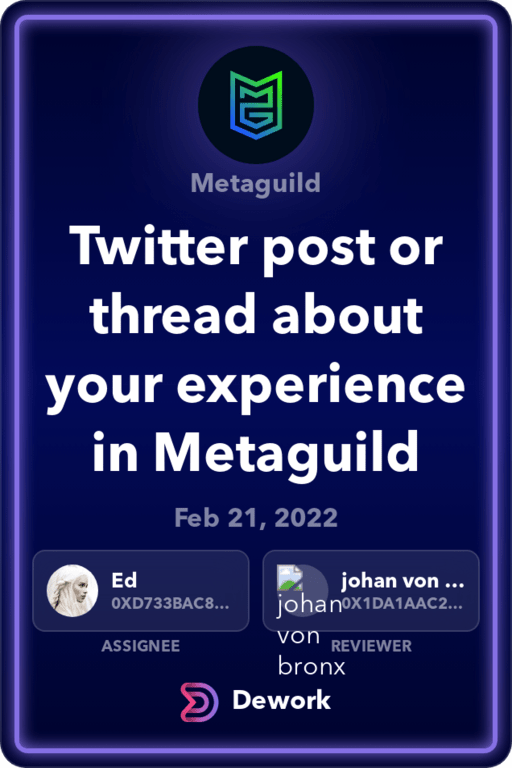 Metaguild
Twitter post or
thread about
your experience
in Metaguild
Feb 21, 2022
Ed
0XD733BAC8...
ASSIGNEE
johan von ...
0X1DA1AAC2...
johan
von
bronx
REVIEWER
Dework